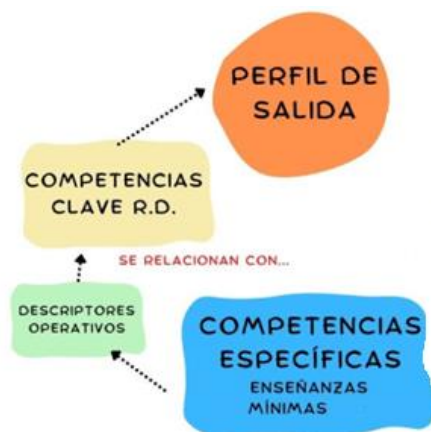 PERFIL DE
SALIDA
COMPETENCIAS
CLAVE R.D.
SE RELACIONAN CON...
DESCRIPTORES
OPERATIVOS
COMPETENCIAS
ESPECÍFICAS
ENSEÑANZAS
MÍNIMAS